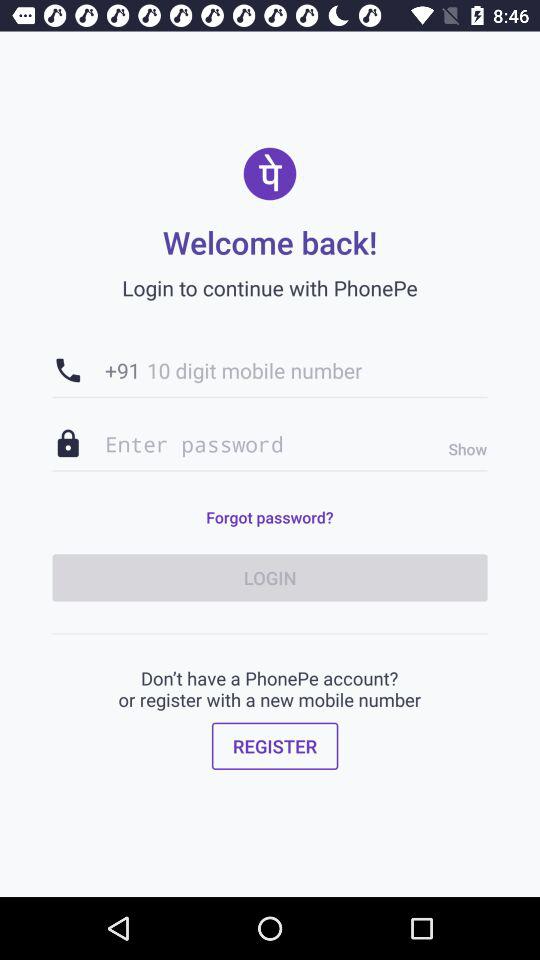 8:46
पे
Welcome back!
Login to continue with PhonePe
+91 10 digit mobile number
Enter password Show
Forgot password?
LOGIN
Don't have a PhonePe account?
or register with a new mobile number
REGISTER